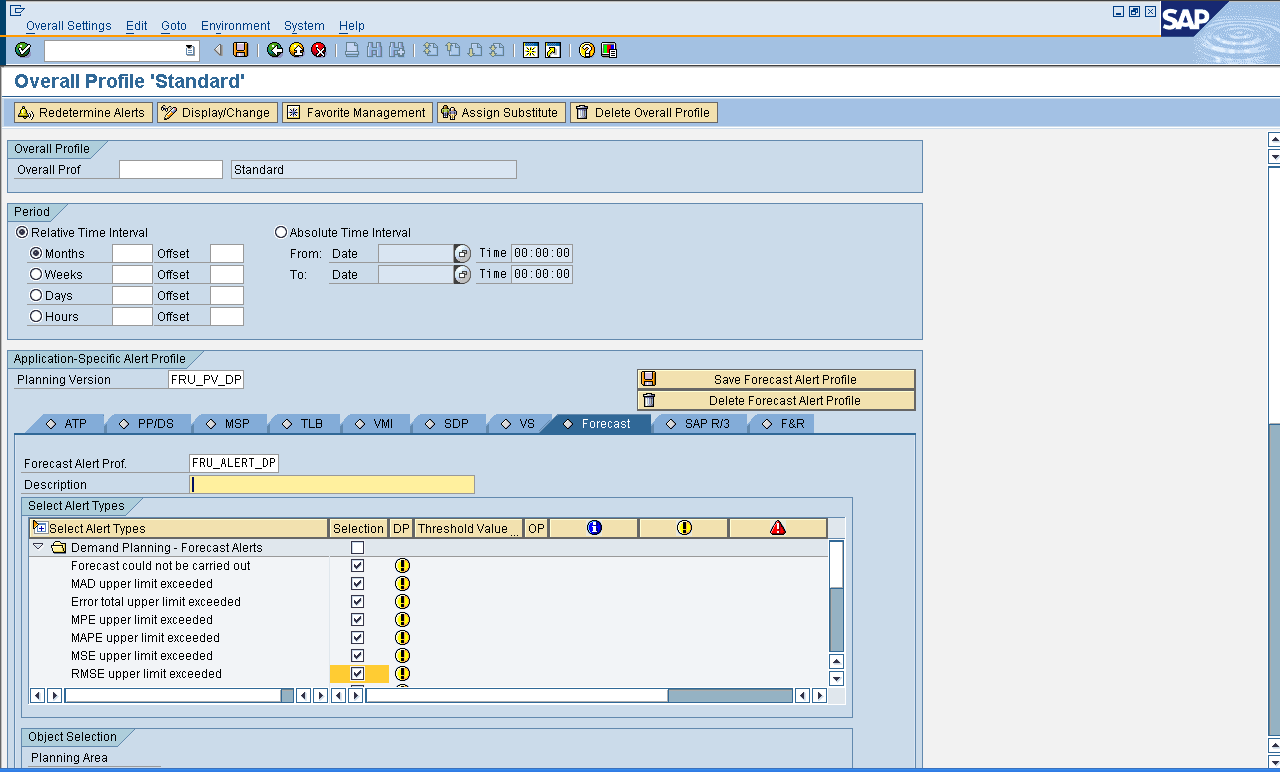 Overall Settings Edit Goto Environment System Help
SAP
Overall Profile 'Standard'
Redetermine Alerts Display/Change Favorite Management Assign Substitute Delete Overall Profile
Overall Profile
Overall Prof Standard
Period
Relative Time Interval Absolute Time Interval
Months Offset From: Date Time 00:00:00
Weeks Offset To: Date Time 00:00:00
Days Offset
Hours Offset
Application-Specific Alert Profile
Planning Version FRU_PV_DP
Save Forecast Alert Profile
Delete Forecast Alert Profile
ATP PP/DS MSP TLB VMI SDP VS Forecast SAP R/3 F&R
Forecast Alert Prof. FRU_ALERT_DP
Description
Select Alert Types
Select Alert Types Selection DP Threshold Value ... OP
Demand Planning - Forecast Alerts
Forecast could not be carried out
MAD upper limit exceeded
Error total upper limit exceeded
MPE upper limit exceeded
MAPE upper limit exceeded
MSE upper limit exceeded
RMSE upper limit exceeded
Object Selection
Planning Area